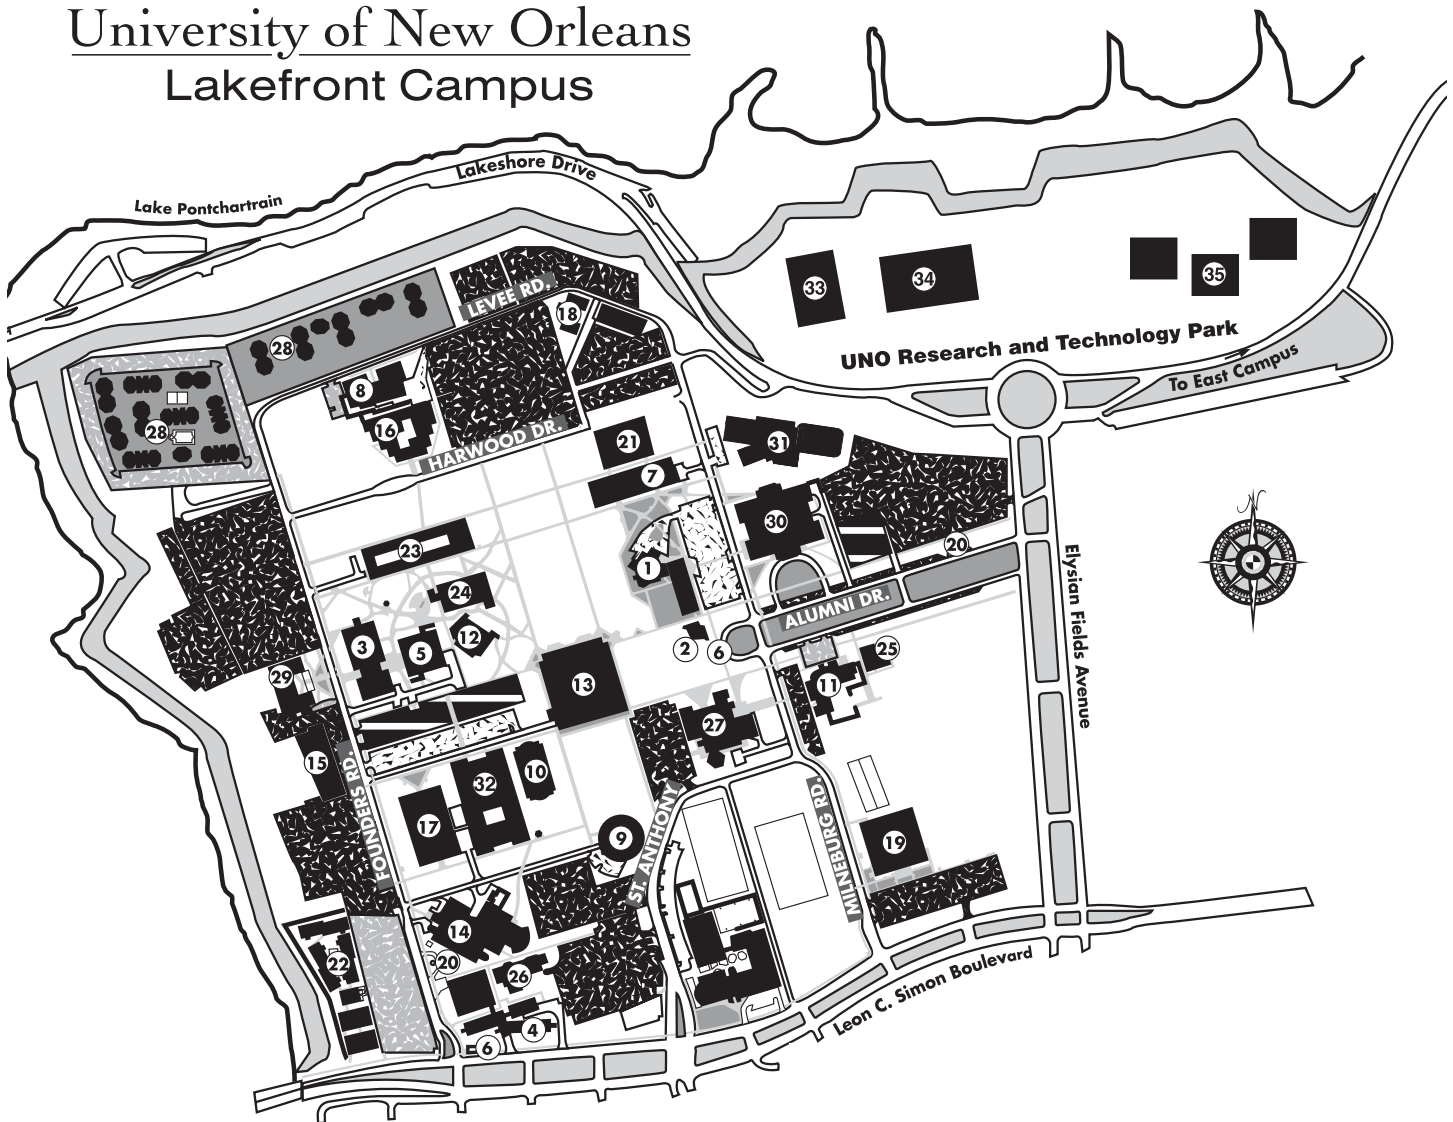 University of New Orleans
Lakefront Campus
Lakeshore Drive
Lake Pontchartrain
LEVEE RD.
18
33
34
35
28
UNO Research and Technology Park
To East Campus
8
28
16
HARWOOD DR.
21
31
7
30
N
23
1
20
24
ALUMNI DR.
Elysian Fields Avenue
3
5
12
2
6
25
29
13
11
27
15
FOUNDERS RD.
32
10
17
9
ST. ANTHONY
MILNEBURG RD.
19
14
22
20
26
4
6
Leon C. Simon Boulevard